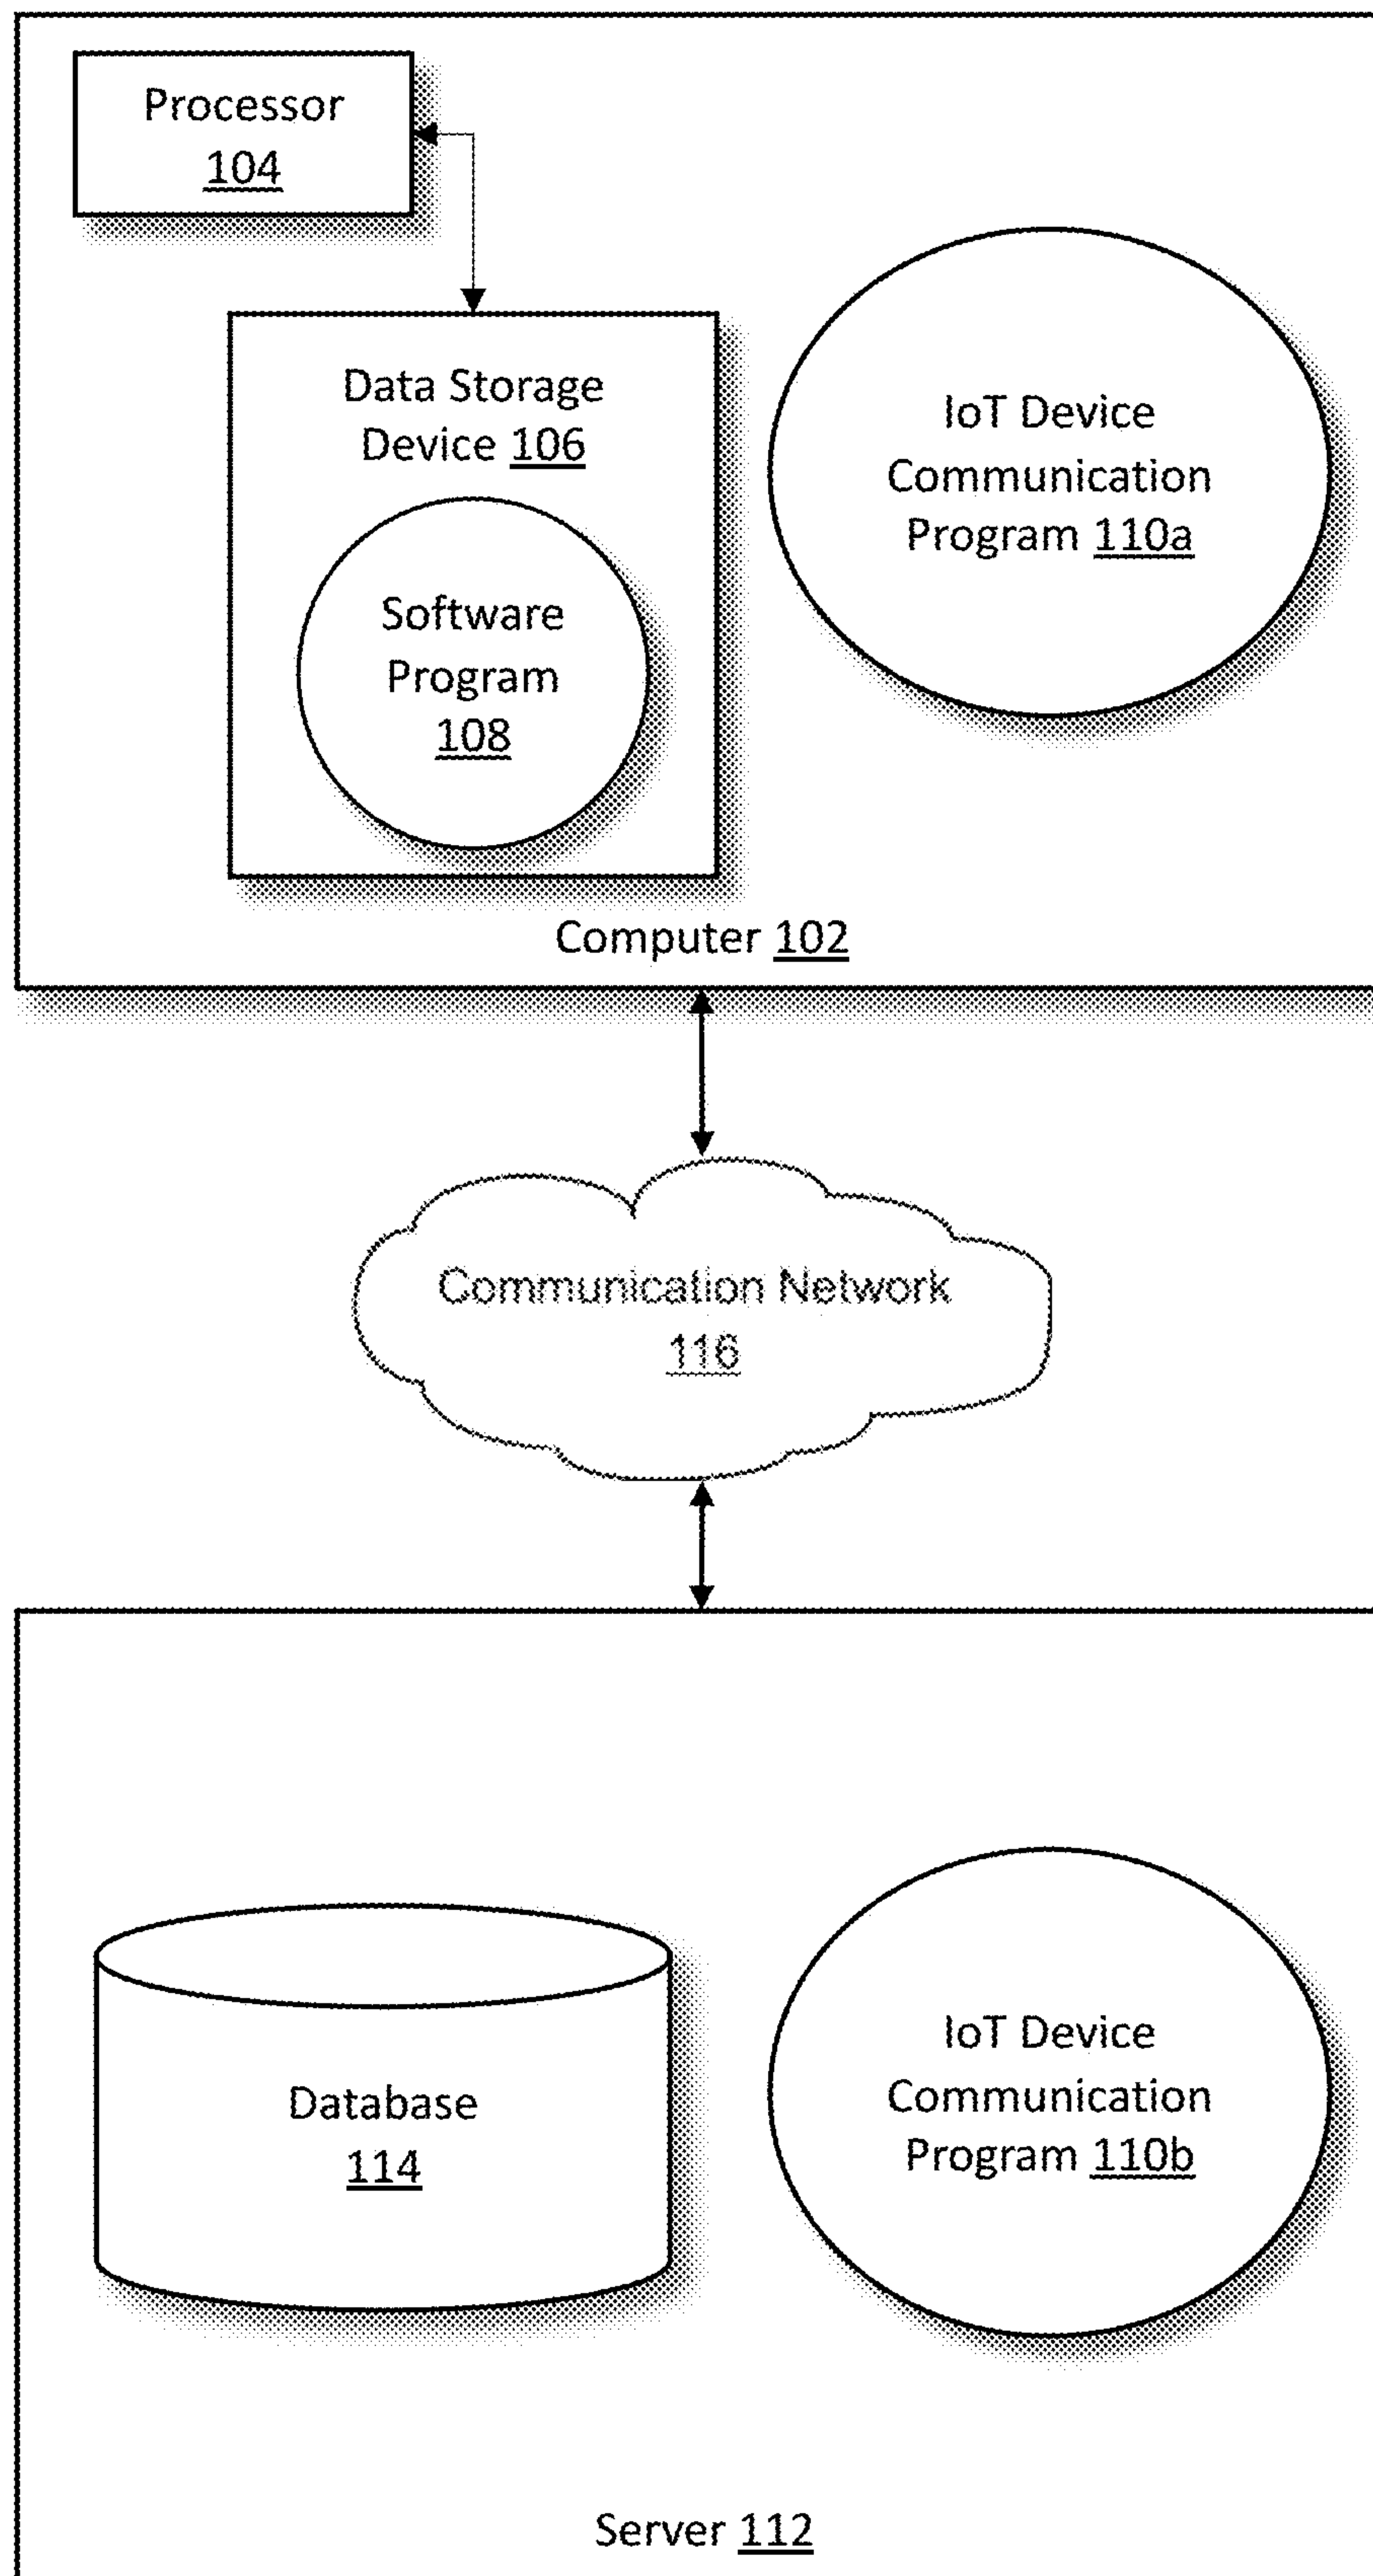 Processor
104
Data Storage
Device 106
Software
Program
108
IoT Device
Communication
Program 110a
Computer 102
Communication Network
116
Database
114
IoT Device
Communication
Program 110b
Server 112